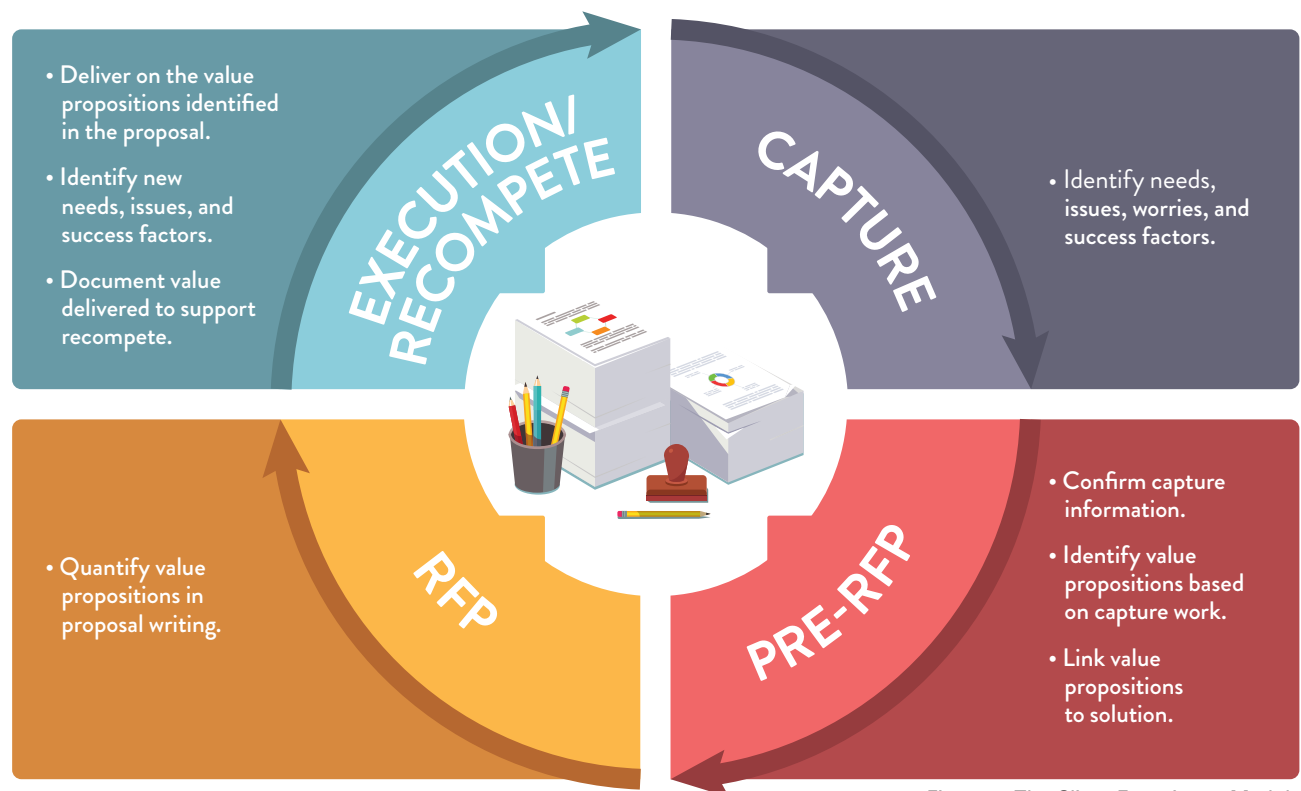 EXECUTION/
RECOMPETE
• Deliver on the value
propositions identified
in the proposal.
• Identify new
needs, issues, and
success factors.
• Document value
delivered to support
recompete.
CAPTURE
• Identify needs,
issues, worries, and
success factors.
PRE-RFP
• Confirm capture
information.
• Identify value
propositions based
on capture work.
• Link value
propositions
to solution.
RFP
• Quantify value
propositions in
proposal writing.